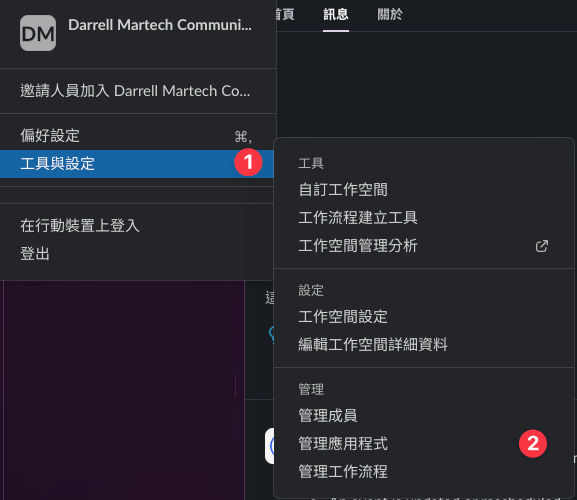 DM
Darrell Martech Communi...
首頁 訊息 關於
邀請人員加入 Darrell Martech Co...
偏好設定 ⌘,
工具與設定 1
在行動裝置上登入
登出
工具
自訂工作空間
工作流程建立工具
工作空間管理分析
設定
工作空間設定
編輯工作空間詳細資料
管理
管理成員
管理應用程式 2
管理工作流程
這